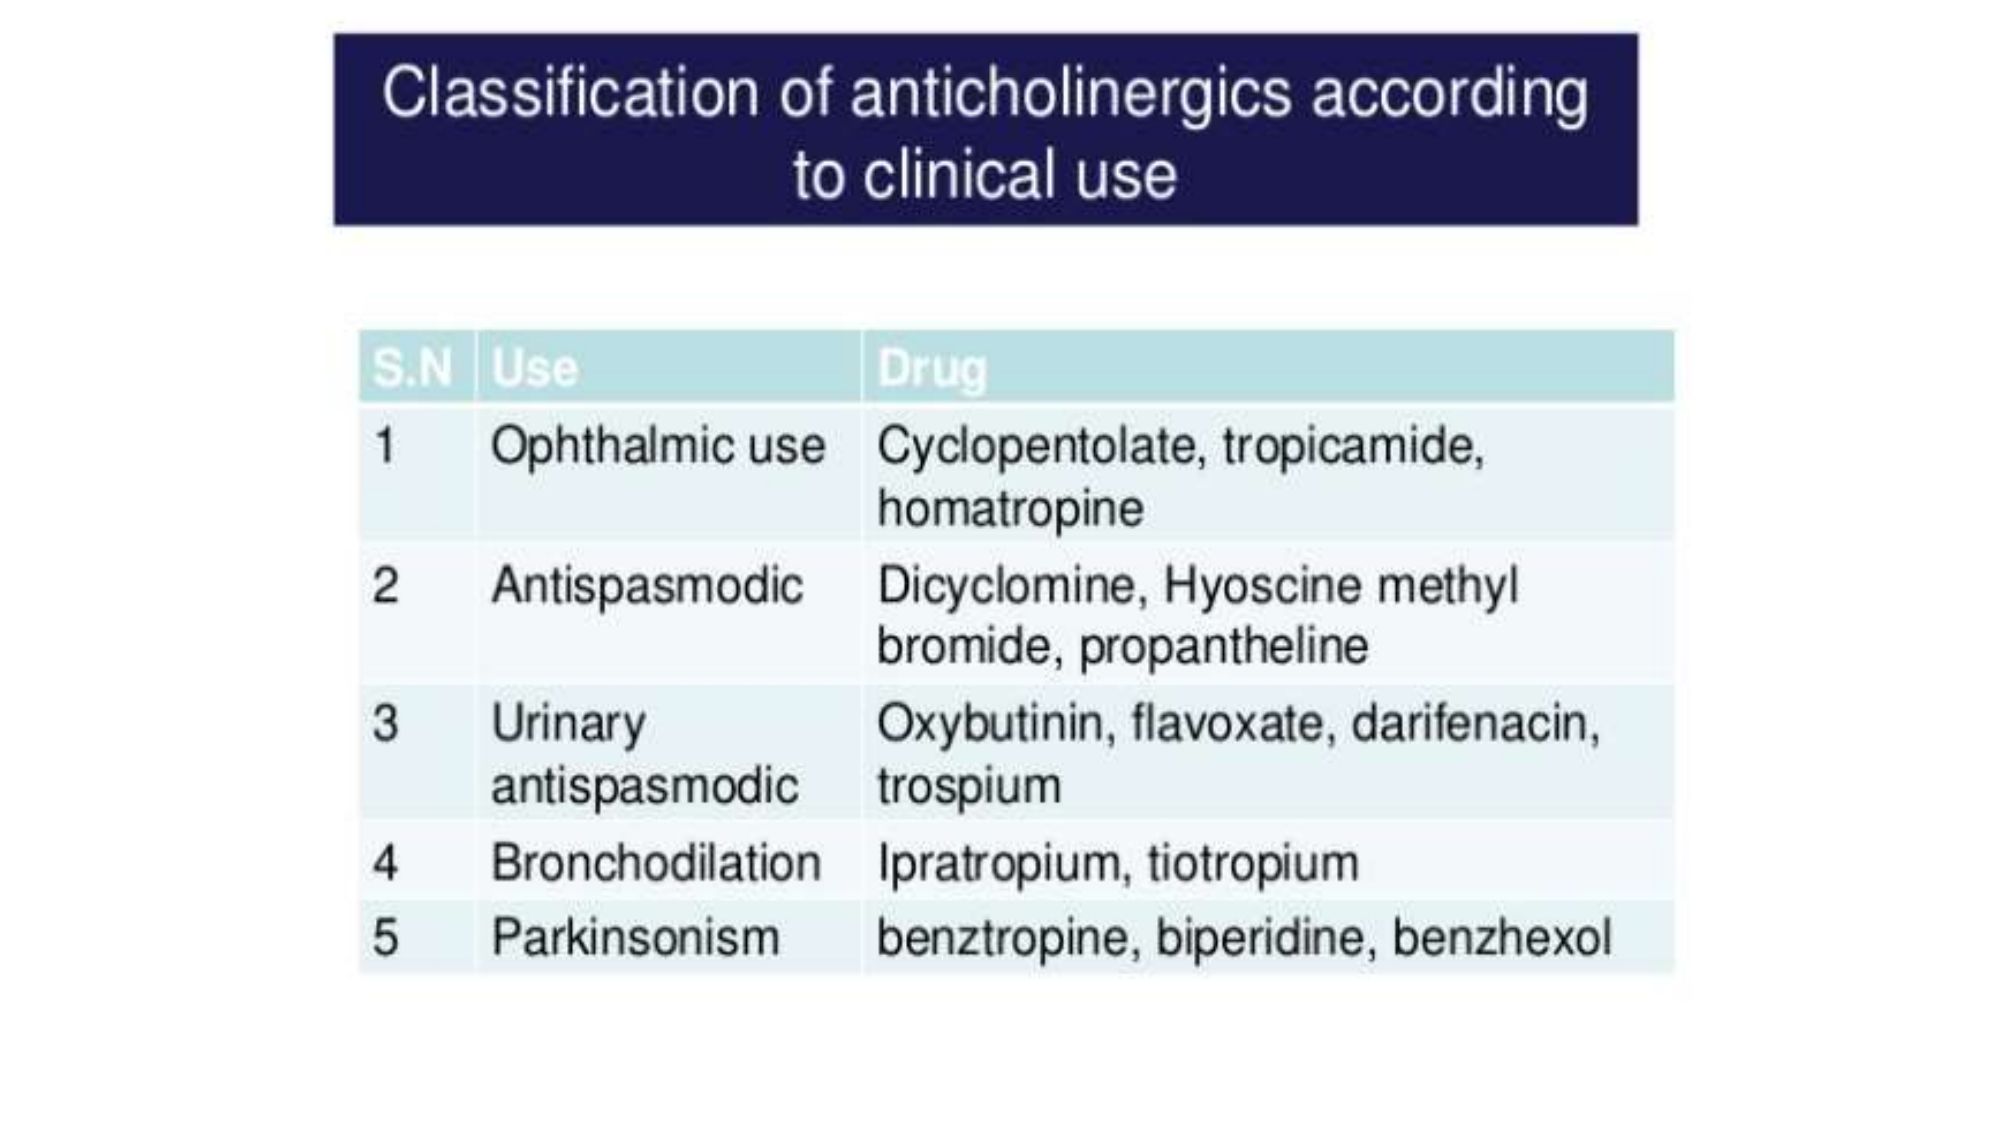 Classification of anticholinergics according
to clinical use
S.N Use Drug
1 Ophthalmic use Cyclopentolate, tropicamide,
homatropine
2 Antispasmodic Dicyclomine, Hyoscine methyl
bromide, propantheline
3 Urinary Oxybutinin, flavoxate, darifenacin,
antispasmodic trospium
4 Bronchodilation Ipratropium, tiotropium
5 Parkinsonism benztropine, biperidine, benzhexol